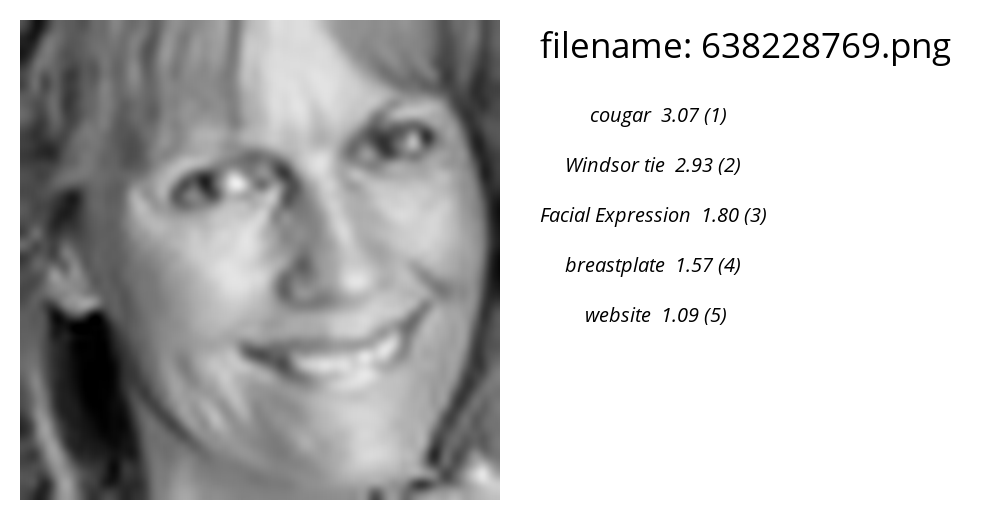 filename: 638228769.png
cougar 3.07 (1)
Windsor tie 2.93 (2)
Facial Expression 1.80 (3)
breastplate 1.57 (4)
website 1.09 (5)